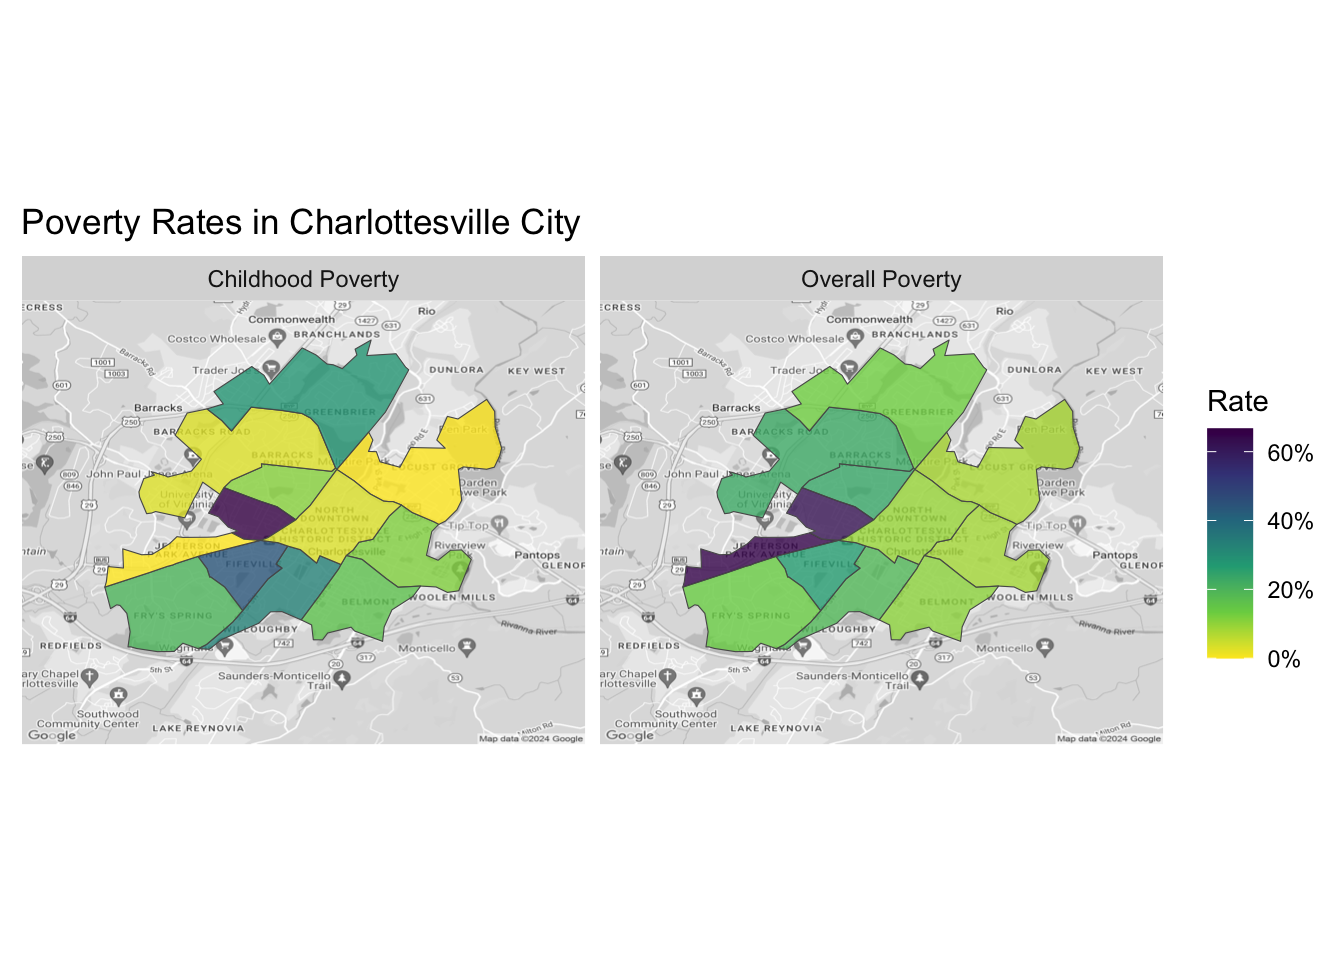 Poverty Rates in Charlottesville City
Childhood Poverty
ECRESS
29
Rio
Commonwealth
1427
631
Costco Wholesale
BRANCHLANDS
1001
1003
Barracks Rd
Trader Jo
DUNLORA
KEY WEST
601
631
Barracks
GREENBRIER
250
BARRACKS ROAD
250
BARRACKS
RUGBY
LOCUST GROVE
809
846
John Paul Jones Arena
Darden
Towe Park
University
of Virginia
29
NORTH
DOWNTOWN
CHARLOTTESVILLE
HISTORIC DISTRICT
Tip Top
ntain
JEFFERSON
PARK AVENUE
Charlottesville
Riverview
Pantops
GLENOR
BUS
29
FIFEVILLE
29
64
FRY'S SPRING
BELMONT
WOOLEN MILLS
64
Rivanna River
WILLOUGHBY
REDFIELDS
Wegmans
742
64
Monticello
5th St
64
20
317
ary Chapel
rlottesville
Saunders-Monticello
Trail
53
Southwood
Community Center
LAKE REYNOVIA
Milton Rd
Google
Map data ©2024 Google
Overall Poverty
ECRESS
29
Rio
Commonwealth
1427
631
Costco Wholesale
BRANCHLANDS
1001
1003
Barracks Rd
Trader Jo
DUNLORA
KEY WEST
601
631
Barracks
GREENBRIER
250
BARRACKS ROAD
250
BARRACKS
RUGBY
LOCUST GROVE
809
846
John Paul Jones Arena
Darden
Towe Park
University
of Virginia
29
NORTH
DOWNTOWN
CHARLOTTESVILLE
HISTORIC DISTRICT
Tip Top
ntain
JEFFERSON
PARK AVENUE
Charlottesville
Riverview
Pantops
GLENOR
BUS
29
FIFEVILLE
29
64
FRY'S SPRING
BELMONT
WOOLEN MILLS
64
Rivanna River
WILLOUGHBY
REDFIELDS
Wegmans
742
64
Monticello
5th St
64
20
317
ary Chapel
rlottesville
Saunders-Monticello
Trail
53
Southwood
Community Center
LAKE REYNOVIA
Milton Rd
Google
Map data ©2024 Google
Rate
60%
40%
20%
0%